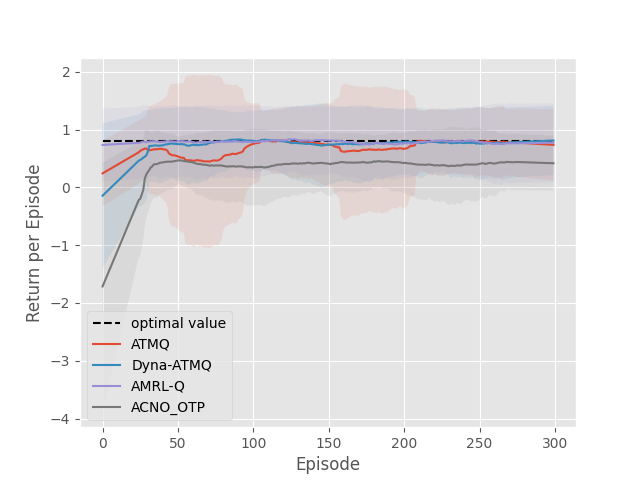 2
1
0
−1
−2
−3
−4
Return per Episode
optimal value
ATMQ
Dyna-ATMQ
AMRL-Q
ACNO_OTP
0 50 100 150 200 250 300
Episode